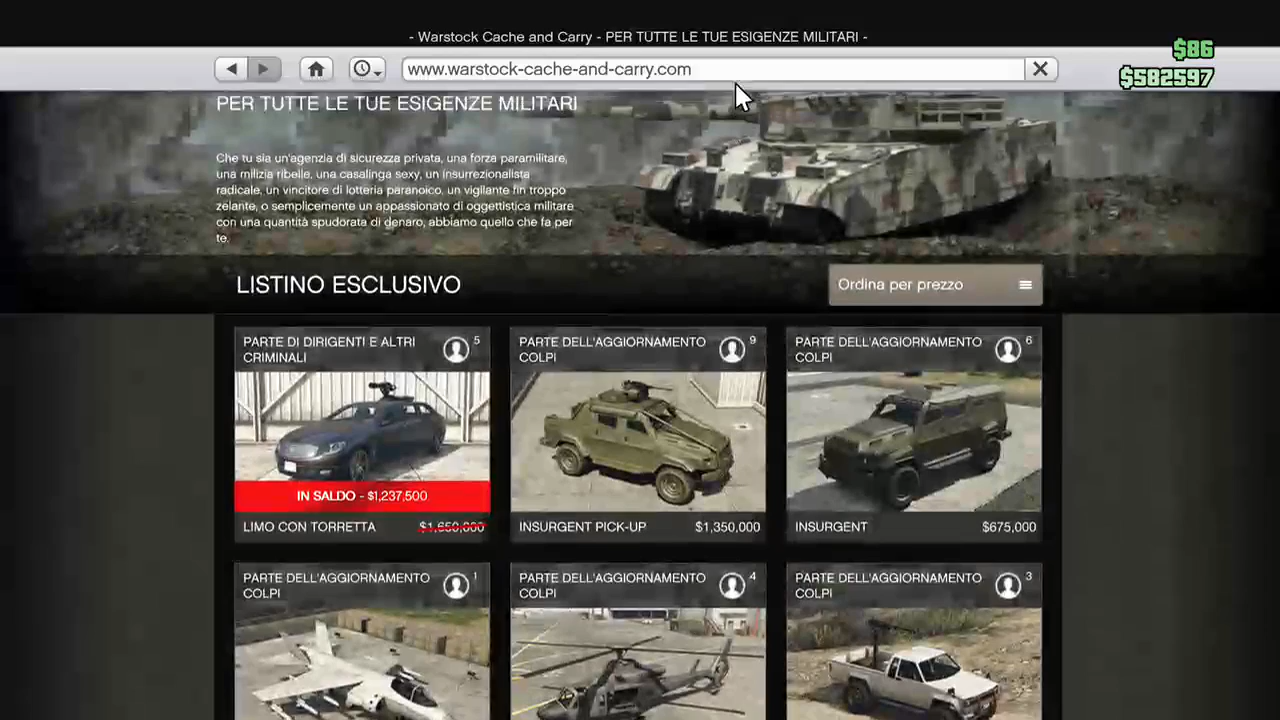 - Warstock Cache and Carry - PER TUTTE LE TUE ESIGENZE MILITARI -
$86
$582597
www.warstock-cache-and-carry.com
PER TUTTE LE TUE ESIGENZE MILITARI
Che tu sia un'agenzia di sicurezza privata, una forza paramilitare,
una milizia ribelle, una casalinga sexy, un insurrezionalista
radicale, un vincitore di lotteria paranoico, un vigilante fin troppo
zelante, o semplicemente un appassionato di oggettistica militare
con una quantità spudorata di denaro, abbiamo quello che fa per
te.
LISTINO ESCLUSIVO
Ordina per prezzo
PARTE DI DIRIGENTI E ALTRI
CRIMINALI
5
IN SALDO - $1,237,500
LIMO CON TORRETTA $1,650,000
PARTE DELL'AGGIORNAMENTO
COLPI
9
INSURGENT PICK-UP $1,350,000
PARTE DELL'AGGIORNAMENTO
COLPI
6
INSURGENT $675,000
PARTE DELL'AGGIORNAMENTO
COLPI
1
PARTE DELL'AGGIORNAMENTO
COLPI
4
PARTE DELL'AGGIORNAMENTO
COLPI
3